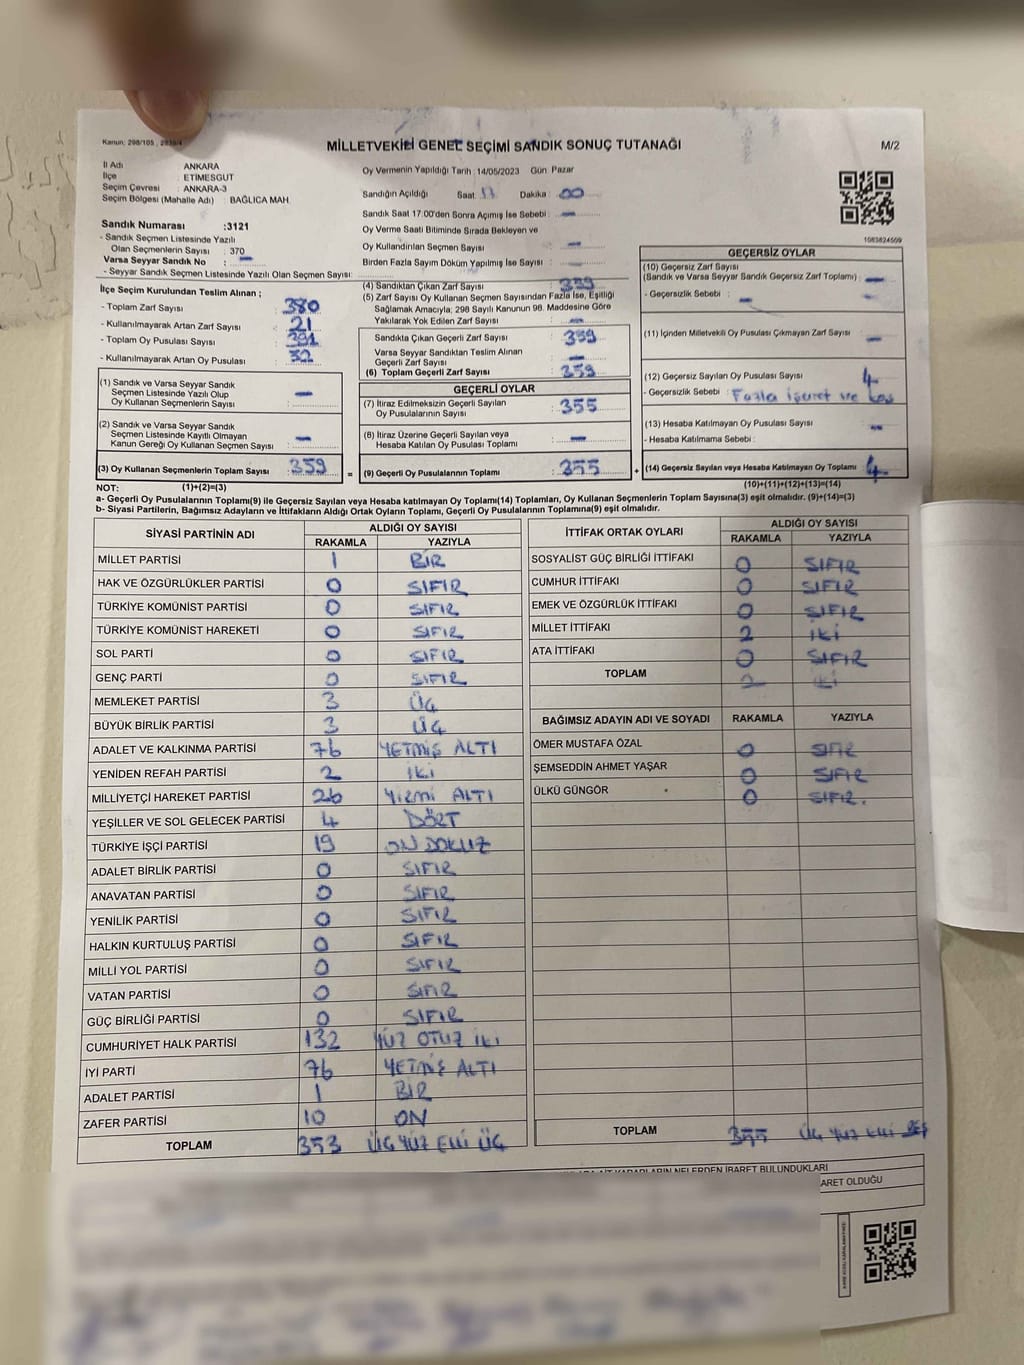 Kanun: 298/105 , 2839/4
MİLLETVEKİLİ GENEL SEÇİMİ SANDIK SONUÇ TUTANAĞI
M/2
İl Adı : ANKARA
İlçe : ETİMESGUT
Seçim Çevresi : ANKARA-3
Seçim Bölgesi (Mahalle Adı) : BAĞLICA MAH.
Sandık Numarası :3121
- Sandık Seçmen Listesinde Yazılı
Olan Seçmenlerin Sayısı : 370
Varsa Seyyar Sandık No : —
- Seyyar Sandık Seçmen Listesinde Yazılı Olan Seçmen Sayısı:
Oy Vermenin Yapıldığı Tarih : 14/05/2023 Gün: Pazar
Sandığın Açıldığı Saat: 17 Dakika: 00
Sandık Saat 17:00'den Sonra Açılmış İse Sebebi : —
Oy Verme Saati Bitiminde Sırada Bekleyen ve
Oy Kullandırılan Seçmen Sayısı : —
Birden Fazla Sayım Döküm Yapılmış İse Sayısı : —
1083824509
İlçe Seçim Kurulundan Teslim Alınan ;
- Toplam Zarf Sayısı : 380
- Kullanılmayarak Artan Zarf Sayısı : 21
- Toplam Oy Pusulası Sayısı : 391
- Kullanılmayarak Artan Oy Pusulası : 32
(1) Sandık ve Varsa Seyyar Sandık
Seçmen Listesinde Yazılı Olup
Oy Kullanan Seçmenlerin Sayısı : —
(2) Sandık ve Varsa Seyyar Sandık
Seçmen Listesinde Kayıtlı Olmayan
Kanun Gereği Oy Kullanan Seçmen Sayısı : —
(3) Oy Kullanan Seçmenlerin Toplam Sayısı : 359
(4) Sandıktan Çıkan Zarf Sayısı : 359
(5) Zarf Sayısı Oy Kullanan Seçmen Sayısından Fazla İse, Eşitliği
Sağlamak Amacıyla; 298 Sayılı Kanunun 98. Maddesine Göre
Yakılarak Yok Edilen Zarf Sayısı : —
Sandıkta Çıkan Geçerli Zarf Sayısı : 359
Varsa Seyyar Sandıktan Teslim Alınan
Geçerli Zarf Sayısı : —
(6) Toplam Geçerli Zarf Sayısı : 359
GEÇERLİ OYLAR
(7) İtiraz Edilmeksizin Geçerli Sayılan
Oy Pusulalarının Sayısı : 355
(8) İtiraz Üzerine Geçerli Sayılan veya
Hesaba Katılan Oy Pusulası Toplamı : —
= (9) Geçerli Oy Pusulalarının Toplamı : 355
GEÇERSİZ OYLAR
(10) Geçersiz Zarf Sayısı
(Sandık ve Varsa Seyyar Sandık Geçersiz Zarf Toplamı) : —
- Geçersizlik Sebebi : —
(11) İçinden Milletvekili Oy Pusulası Çıkmayan Zarf Sayısı : —
(12) Geçersiz Sayılan Oy Pusulası Sayısı : 4
- Geçersizlik Sebebi : Fazla işaret ve
(13) Hesaba Katılmayan Oy Pusulası Sayısı : —
- Hesaba Katılmama Sebebi :
+ (14) Geçersiz Sayılan veya Hesaba Katılmayan Oy Toplamı : 4
NOT: (1)+(2)=(3) (10)+(11)+(12)+(13)=(14)
a- Geçerli Oy Pusulalarının Toplamı(9) ile Geçersiz Sayılan veya Hesaba katılmayan Oy Toplam(14) Toplamları, Oy Kullanan Seçmenlerin Toplam Sayısına(3) eşit olmalıdır. (9)+(14)=(3)
b- Siyasi Partilerin, Bağımsız Adayların ve İttifakların Aldığı Ortak Oyların Toplamı, Geçerli Oy Pusulalarının Toplamına(9) eşit olmalıdır.
SİYASİ PARTİNİN ADI ALDIĞI OY SAYISI
RAKAMLA YAZIYLA
MİLLET PARTİSİ 1 BİR
HAK VE ÖZGÜRLÜKLER PARTİSİ 0 SIFIR
TÜRKİYE KOMÜNİST PARTİSİ 0 SIFIR
TÜRKİYE KOMÜNİST HAREKETİ 0 SIFIR
SOL PARTİ 0 SIFIR
GENÇ PARTİ 0 SIFIR
MEMLEKET PARTİSİ 3 ÜÇ
BÜYÜK BİRLİK PARTİSİ 3 ÜÇ
ADALET VE KALKINMA PARTİSİ 76 YETMİŞ ALTI
YENİDEN REFAH PARTİSİ 2 İKİ
MİLLİYETÇİ HAREKET PARTİSİ 26 YİRMİ ALTI
YEŞİLLER VE SOL GELECEK PARTİSİ 4 DÖRT
TÜRKİYE İŞÇİ PARTİSİ 19 ON DOKUZ
ADALET BİRLİK PARTİSİ 0 SIFIR
ANAVATAN PARTİSİ 0 SIFIR
YENİLİK PARTİSİ 0 SIFIR
HALKIN KURTULUŞ PARTİSİ 0 SIFIR
MİLLİ YOL PARTİSİ 0 SIFIR
VATAN PARTİSİ 0 SIFIR
GÜÇ BİRLİĞİ PARTİSİ 0 SIFIR
CUMHURİYET HALK PARTİSİ 132 YÜZ OTUZ İKİ
İYİ PARTİ 76 YETMİŞ ALTI
ADALET PARTİSİ 1 BİR
ZAFER PARTİSİ 10 ON
TOPLAM 353 ÜÇ YÜZ ELLİ ÜÇ
İTTİFAK ORTAK OYLARI ALDIĞI OY SAYISI
RAKAMLA YAZIYLA
SOSYALİST GÜÇ BİRLİĞİ İTTİFAKI 0 SIFIR
CUMHUR İTTİFAKI 0 SIFIR
EMEK VE ÖZGÜRLÜK İTTİFAKI 0 SIFIR
MİLLET İTTİFAKI 2 İKİ
ATA İTTİFAKI 0 SIFIR
TOPLAM 2 İKİ
BAĞIMSIZ ADAYIN ADI VE SOYADI RAKAMLA YAZIYLA
ÖMER MUSTAFA ÖZAL 0 SIFIR
ŞEMSEDDİN AHMET YAŞAR 0 SIFIR
ÜLKÜ GÜNGÖR 0 SIFIR.
TOPLAM 355 ÜÇ YÜZ ELLİ BEŞ
KARARLARIN NELERDEN İBARET BULUNDUKLARI
ARET OLDUĞU